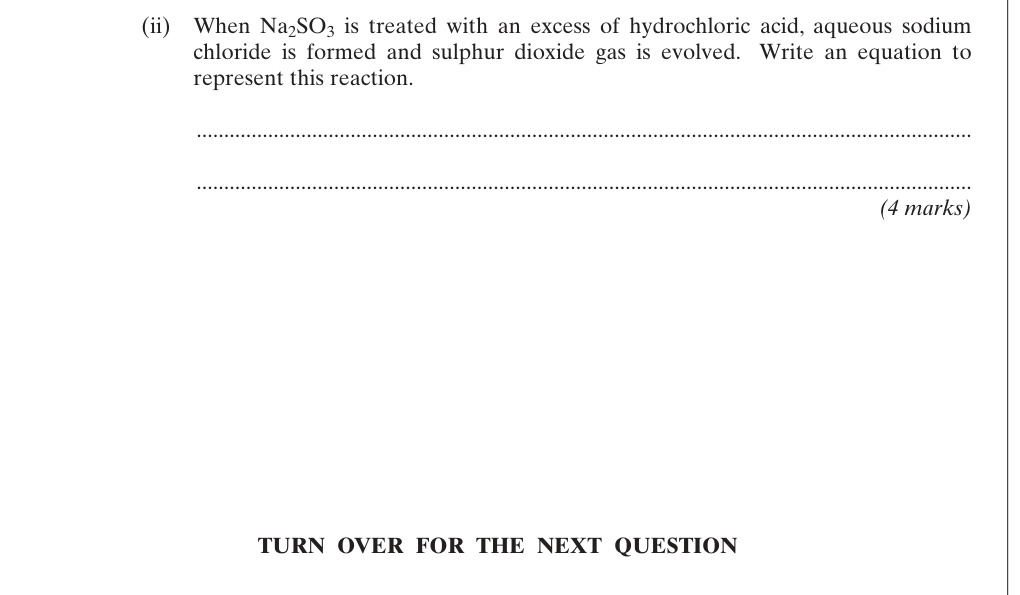 (ii) When Na₂SO₃ is treated with an excess of hydrochloric acid, aqueous sodium
chloride is formed and sulphur dioxide gas is evolved. Write an equation to
represent this reaction.
....................................................................................................................................
....................................................................................................................................
(4 marks)
TURN OVER FOR THE NEXT QUESTION